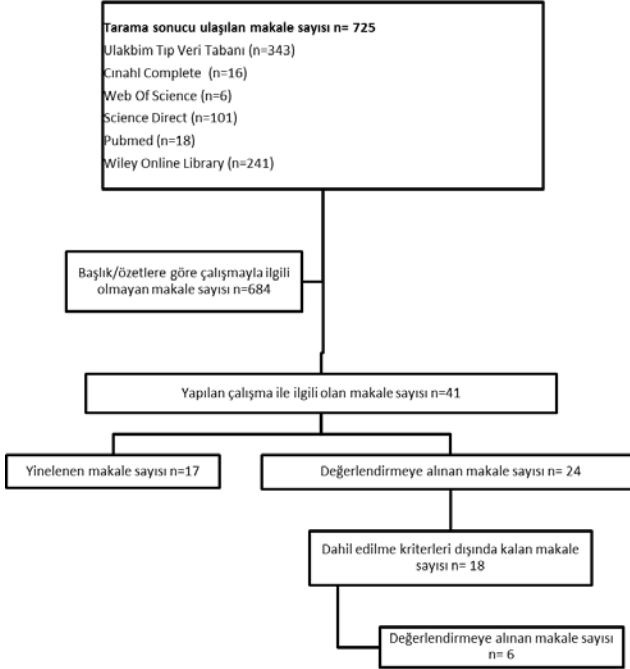 Tarama sonucu ulaşılan makale sayısı n= 725
Ulakbim Tıp Veri Tabanı (n=343)
Cınahl Complete (n=16)
Web Of Science (n=6)
Science Direct (n=101)
Pubmed (n=18)
Wiley Online Library (n=241)
Başlık/özetlere göre çalışmayla ilgili
olmayan makale sayısı n=684
Yapılan çalışma ile ilgili olan makale sayısı n=41
Yinelenen makale sayısı n=17
Değerlendirmeye alınan makale sayısı n= 24
Dahil edilme kriterleri dışında kalan makale
sayısı n= 18
Değerlendirmeye alınan makale sayısı
n= 6